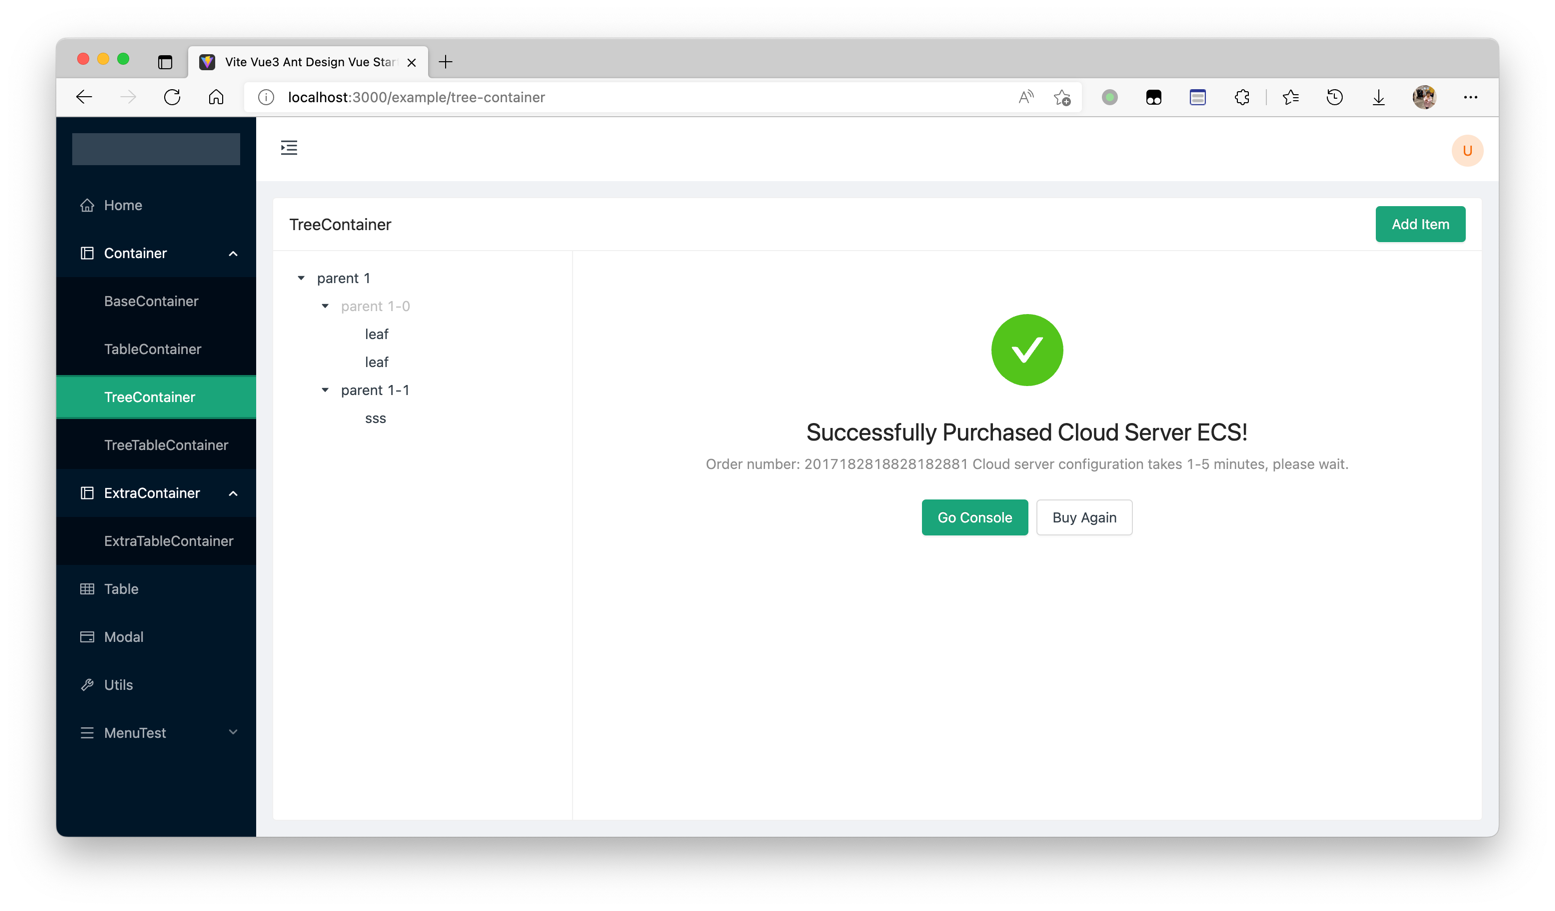 Vite Vue3 Ant Design Vue Star
localhost:3000/example/tree-container
U
Home
Container
BaseContainer
TableContainer
TreeContainer
TreeTableContainer
ExtraContainer
ExtraTableContainer
Table
Modal
Utils
MenuTest
TreeContainer
Add Item
parent 1
parent 1-0
leaf
leaf
parent 1-1
sss
Successfully Purchased Cloud Server ECS!
Order number: 2017182818828182881 Cloud server configuration takes 1-5 minutes, please wait.
Go Console
Buy Again